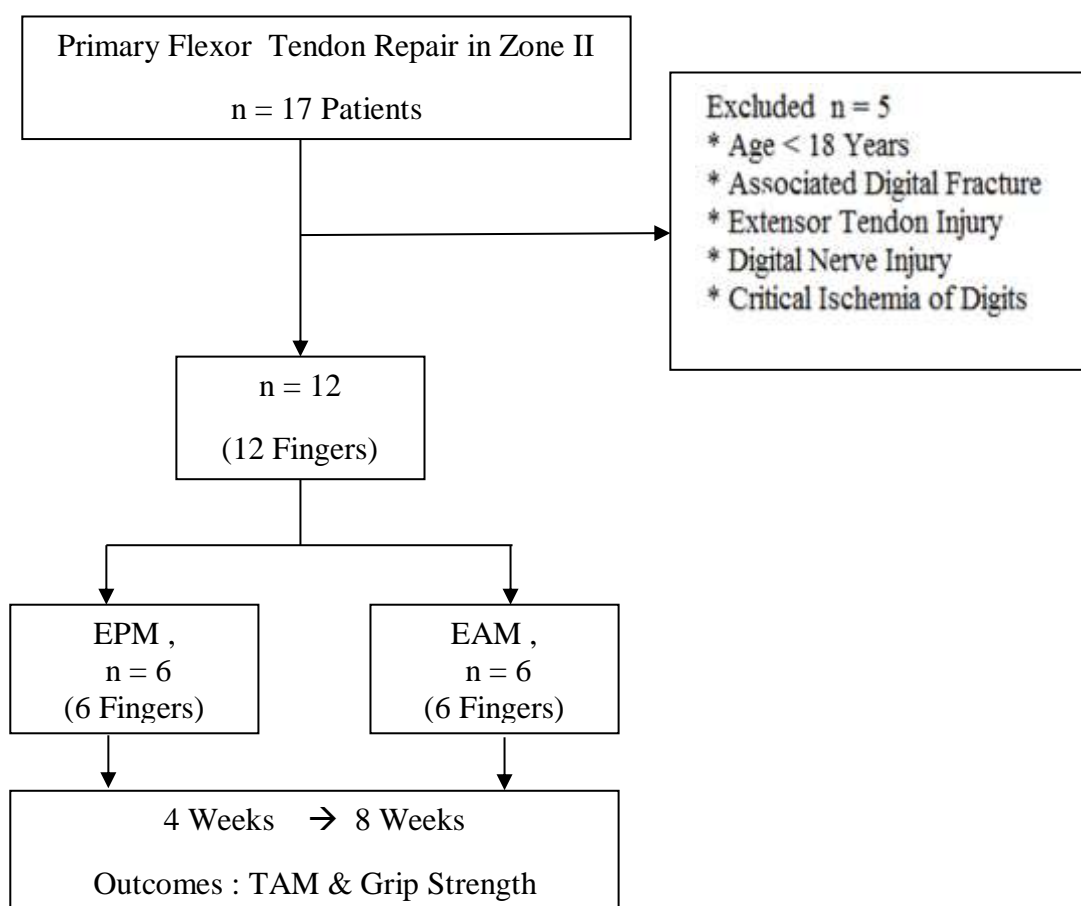 Primary Flexor Tendon Repair in Zone II
n = 17 Patients
Excluded n = 5
* Age < 18 Years
* Associated Digital Fracture
* Extensor Tendon Injury
* Digital Nerve Injury
* Critical Ischemia of Digits
n = 12
(12 Fingers)
EPM ,
n = 6
(6 Fingers)
EAM ,
n = 6
(6 Fingers)
4 Weeks → 8 Weeks
Outcomes : TAM & Grip Strength